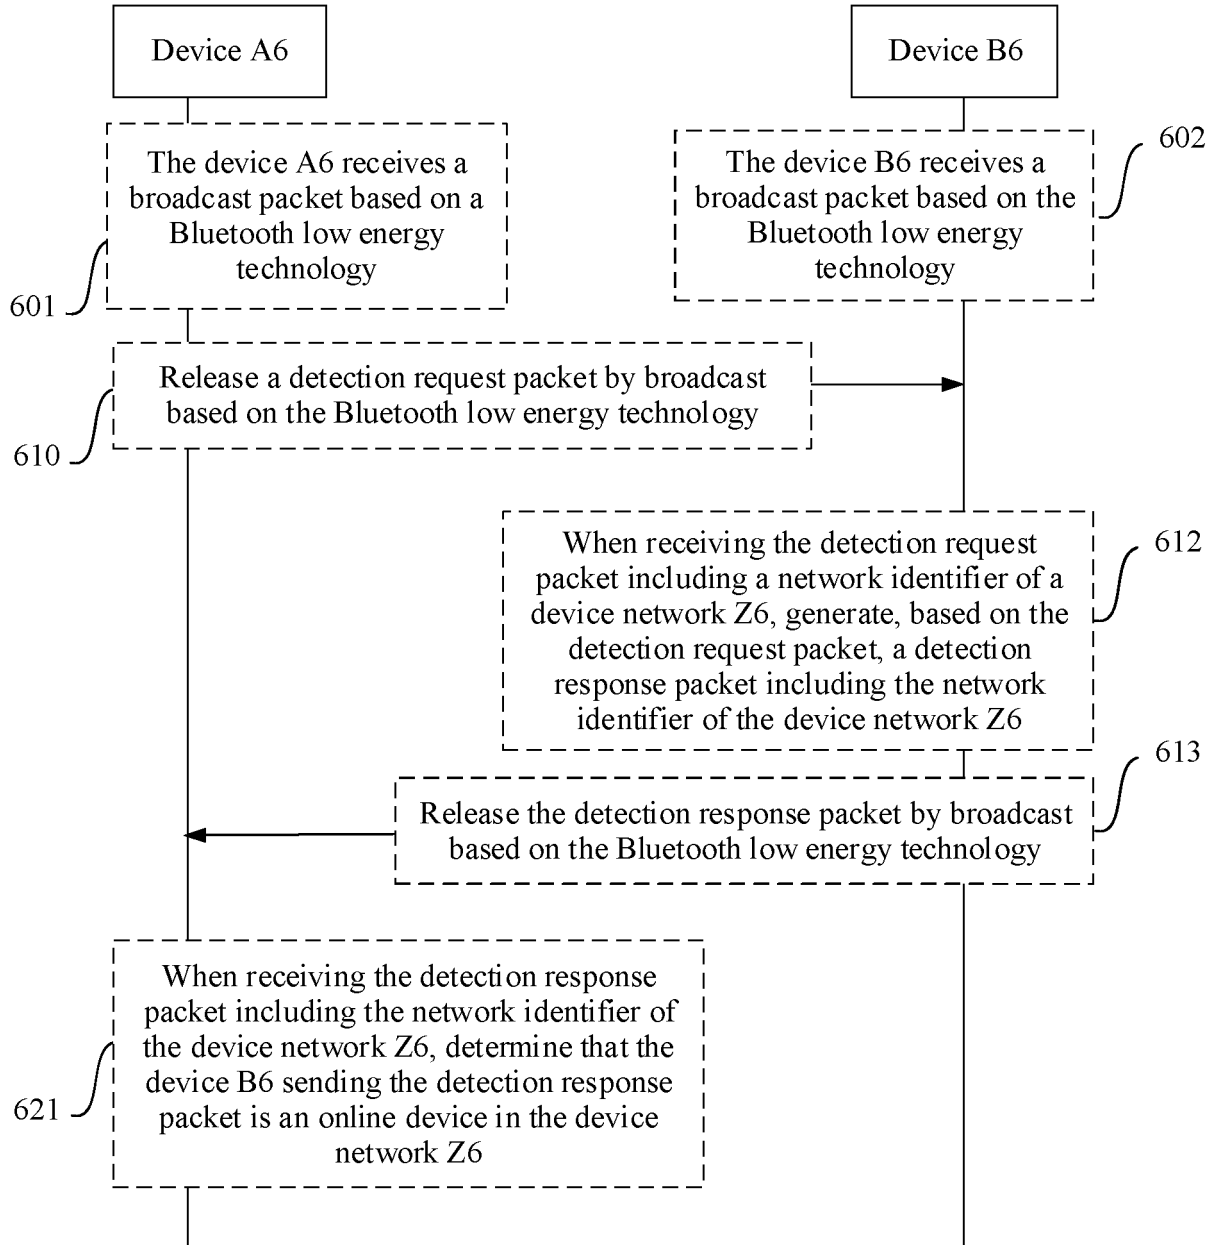 Device A6
Device B6
The device A6 receives a
broadcast packet based on a
Bluetooth low energy
technology
601
The device B6 receives a
broadcast packet based on the
Bluetooth low energy
technology
602
Release a detection request packet by broadcast
based on the Bluetooth low energy technology
610
When receiving the detection request
packet including a network identifier of a
device network Z6, generate, based on the
detection request packet, a detection
response packet including the network
identifier of the device network Z6
612
Release the detection response packet by broadcast
based on the Bluetooth low energy technology
613
When receiving the detection response
packet including the network identifier of
the device network Z6, determine that the
device B6 sending the detection response
packet is an online device in the device
network Z6
621